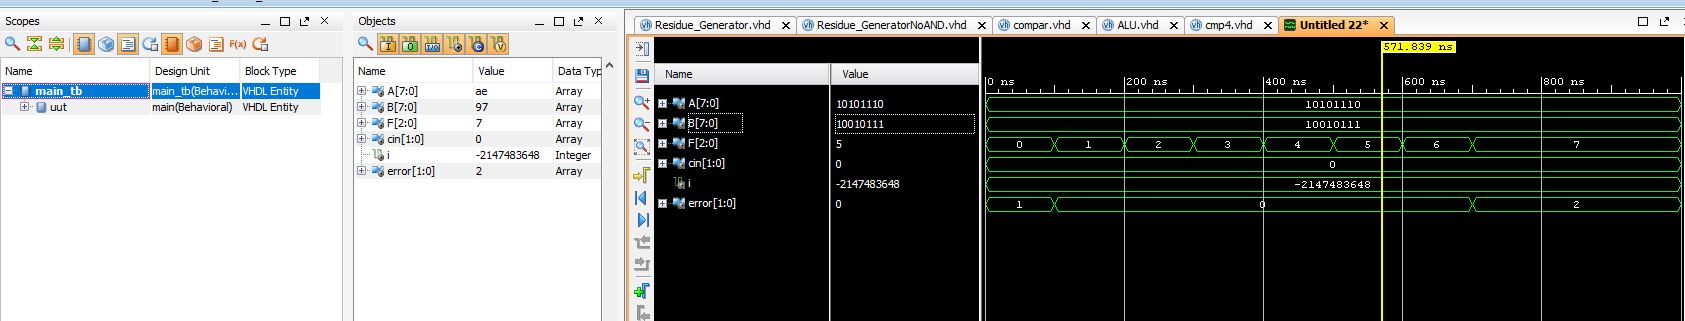 Scopes
Name Design Unit Block Type
main_tb main_tb(Behavi... VHDL Entity
uut main(Behavioral) VHDL Entity
Objects
Name Value Data Typ
A[7:0] ae Array
B[7:0] 97 Array
F[2:0] 7 Array
cin[1:0] 0 Array
i -2147483648 Integer
error[1:0] 2 Array
Residue_Generator.vhd Residue_GeneratorNoAND.vhd compar.vhd ALU.vhd cmp4.vhd Untitled 22*
571.839 ns
Name Value 0 ns 200 ns 400 ns 600 ns 800 ns
A[7:0] 10101110 10101110
B[7:0] 10010111 10010111
F[2:0] 5 0 1 2 3 4 5 6 7
cin[1:0] 0 0
i -2147483648 -2147483648
error[1:0] 0 1 0 2